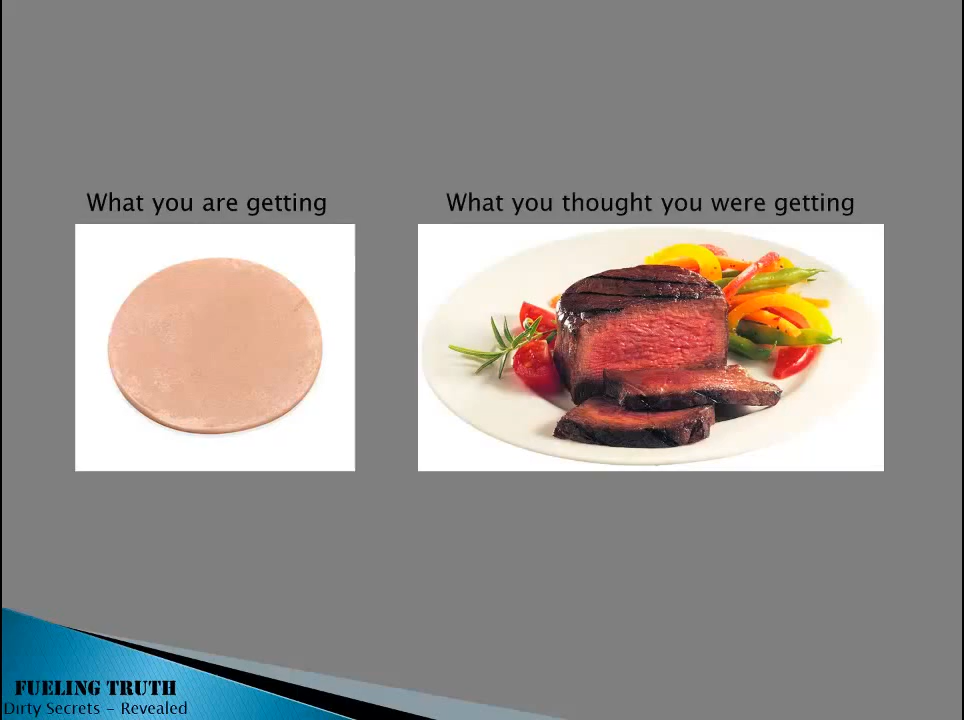 What you are getting
What you thought you were getting
FUELING TRUTH
Dirty Secrets - Revealed